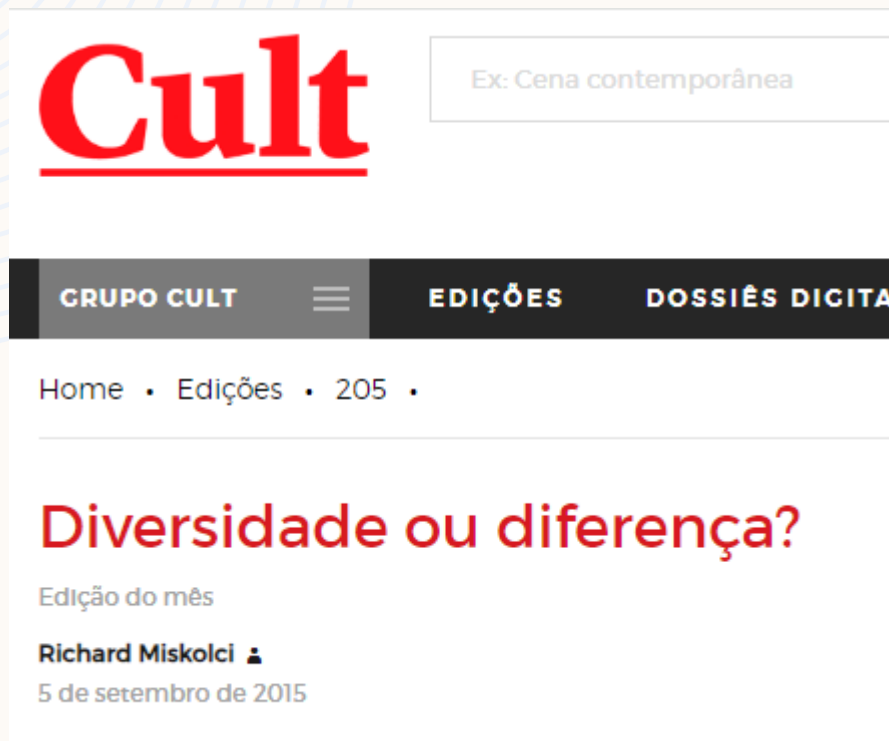 Cult
Ex: Cena contemporânea
GRUPO CULT EDIÇÕES DOSSIÊS DIGITA
Home • Edições • 205 •
Diversidade ou diferença?
Edição do mês
Richard Miskolci
5 de setembro de 2015